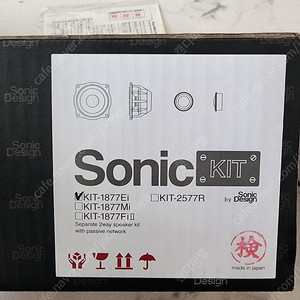 Sonic
Design
Sonic KIT
by Sonic Design
✓KIT-1877Ei □KIT-2577R
□KIT-1877Mi
□KIT-1877FiⅡ
Separate 2way speaker kit
with passive network
検
made in japan